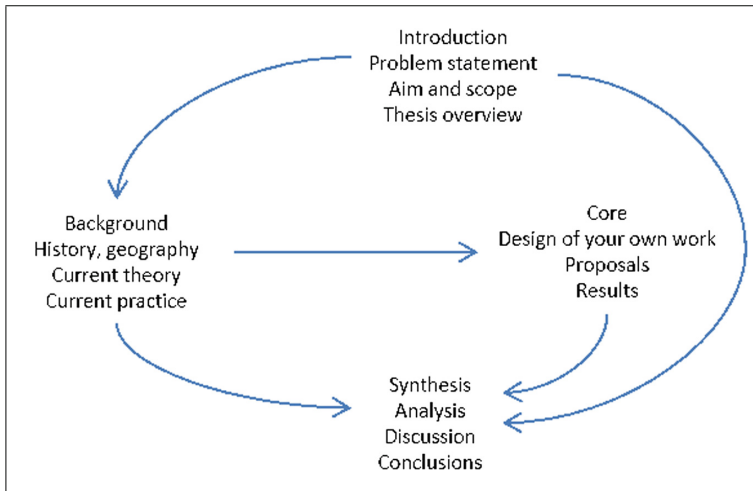 Introduction
Problem statement
Aim and scope
Thesis overview
Background
History, geography
Current theory
Current practice
Core
Design of your own work
Proposals
Results
Synthesis
Analysis
Discussion
Conclusions